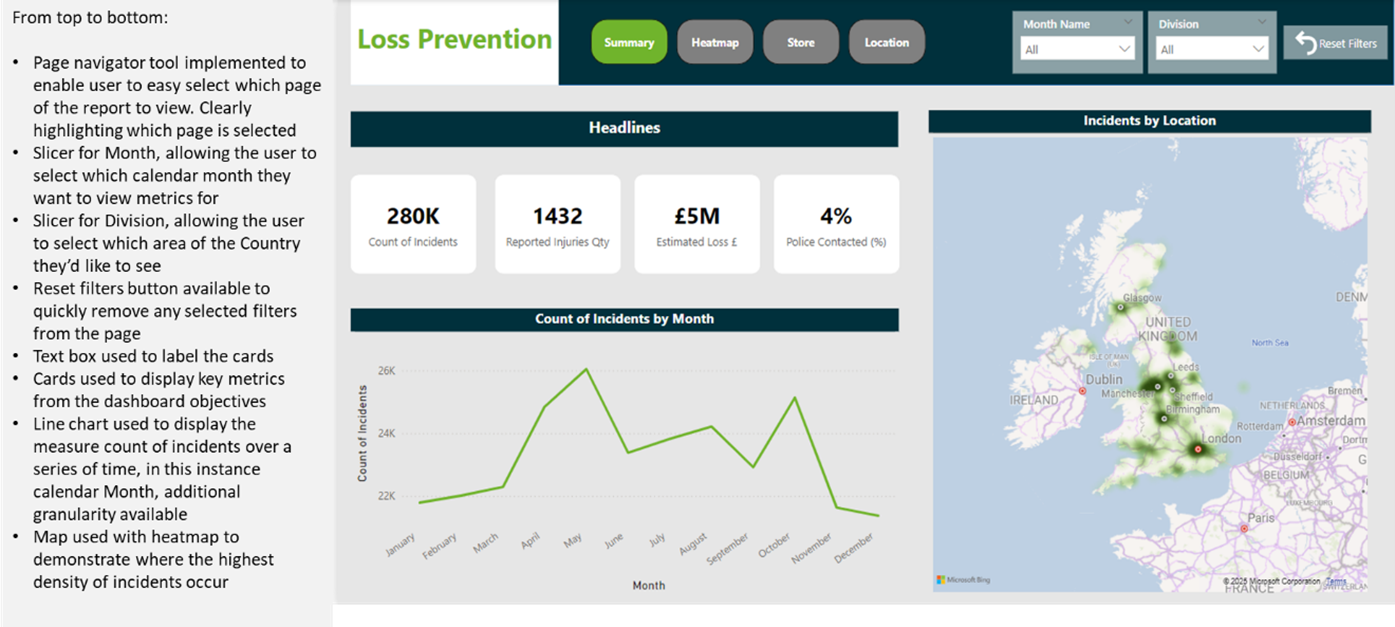 From top to bottom:
• Page navigator tool implemented to
enable user to easy select which page
of the report to view. Clearly
highlighting which page is selected
• Slicer for Month, allowing the user to
select which calendar month they
want to view metrics for
• Slicer for Division, allowing the user
to select which area of the Country
they'd like to see
• Reset filters button available to
quickly remove any selected filters
from the page
• Text box used to label the cards
• Cards used to display key metrics
from the dashboard objectives
• Line chart used to display the
measure count of incidents over a
series of time, in this instance
calendar Month, additional
granularity available
• Map used with heatmap to
demonstrate where the highest
density of incidents occur
Loss Prevention
Summary
Heatmap
Store
Location
Month Name
All
Division
All
Reset Filters
Headlines
280K
Count of Incidents
1432
Reported Injuries Qty
£5M
Estimated Loss £
4%
Police Contacted (%)
Count of Incidents by Month
Count of Incidents
26K
24K
22K
January
February
March
April
May
June
July
August
September
October
November
December
Month
Incidents by Location
Glasgow
UNITED
KINGDOM
DENM
North Sea
ISLE OF MAN
Leeds
Dublin
Manchester
Sheffield
IRELAND
Birmingham
Bremen
NETHERLANDS
Amsterdam
Rotterdam
London
Dortm
Düsseldorf
G
BELGIUM
Paris
Microsoft Bing
© 2025 Microsoft Corporation
Terms
FRANCE